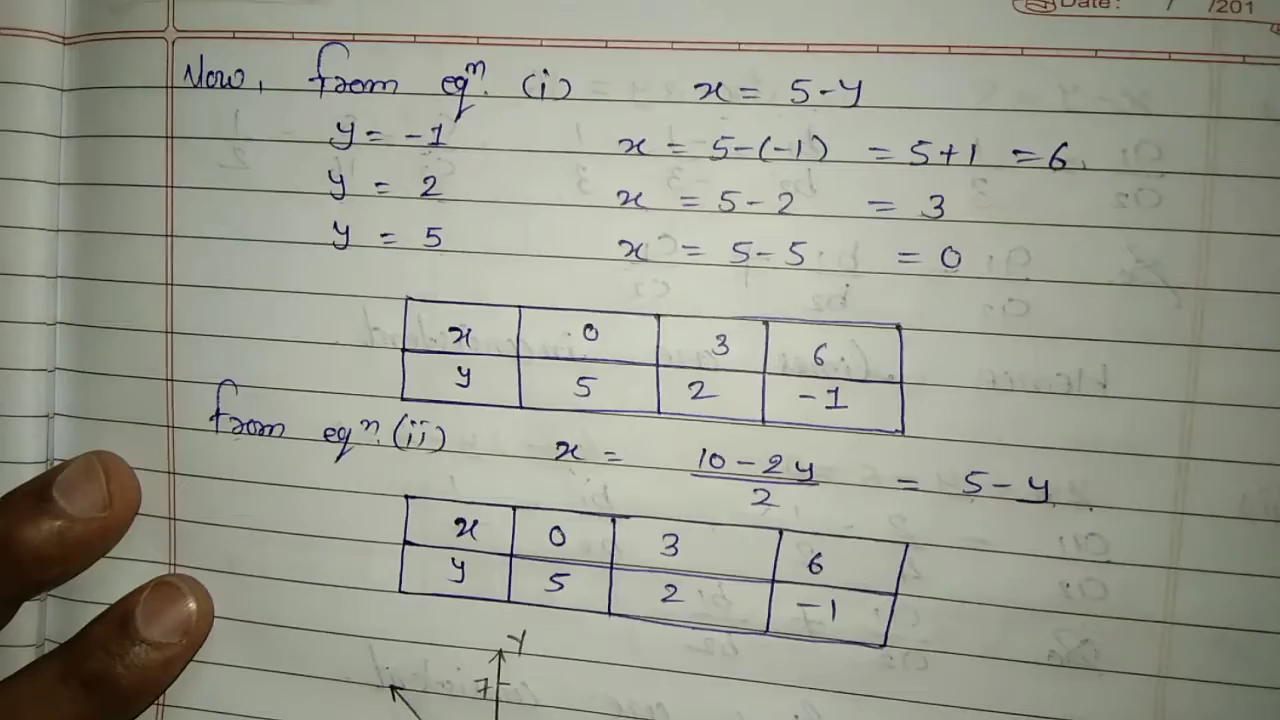 Date: / /201
Now, from eqⁿ. (i) x = 5-y
y = -1 x = 5-(-1) = 5+1 = 6.
y = 2 x = 5-2 = 3
y = 5 x = 5-5 = 0
x 0 3 6
y 5 2 -1
from eqⁿ. (ii) x = (10-2y)/2 = 5-y
x 0 3 6
y 5 2 -1
Y
7